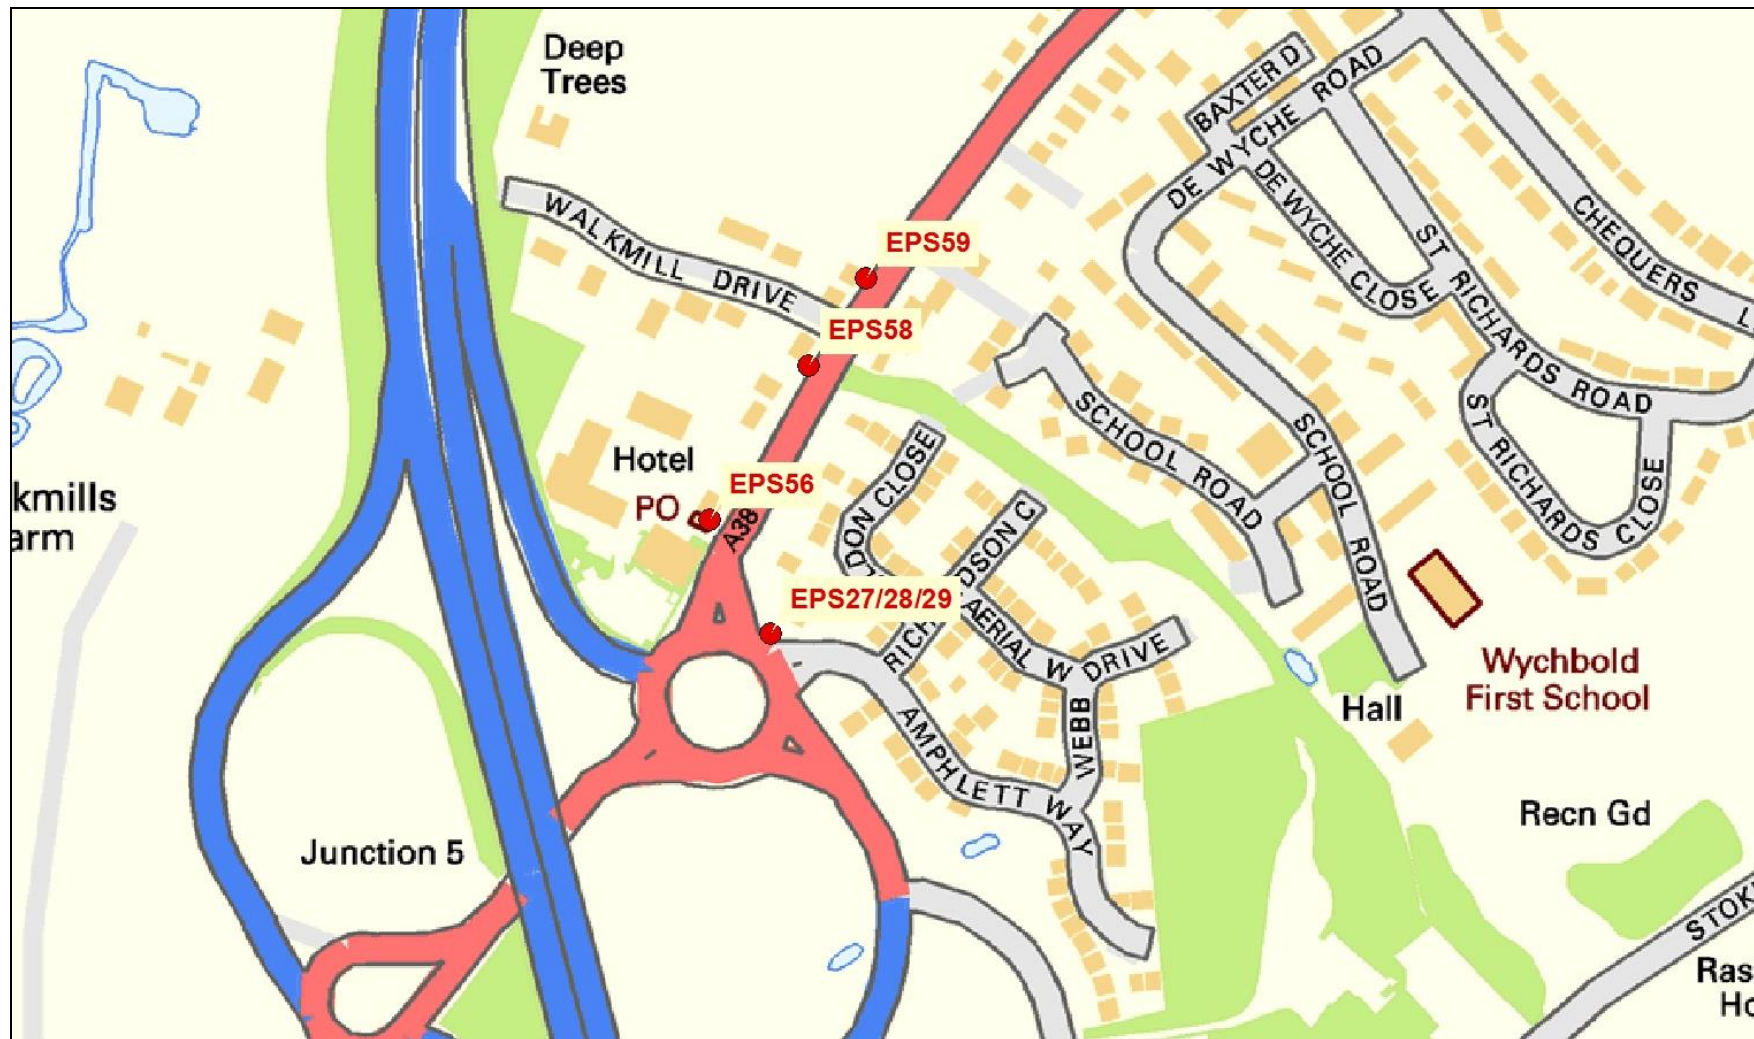 Deep
Trees
BAXTER D
DE WYCHE ROAD
DE WYCHE CLOSE
CHEQUERS L
WALKMILL DRIVE
EPS59
ST RICHARDS ROAD
EPS58
SCHOOL ROAD
SCHOOL ROAD
ST RICHARDS CLOSE
Hotel
PO
EPS56
A38
LDON CLOSE
kmills
arm
RICH
DSON C
EPS27/28/29
AERIAL W
WEBB DRIVE
AMPHLETT WAY
Wychbold
First School
Hall
Recn Gd
Junction 5
STOK
Ras
Ho